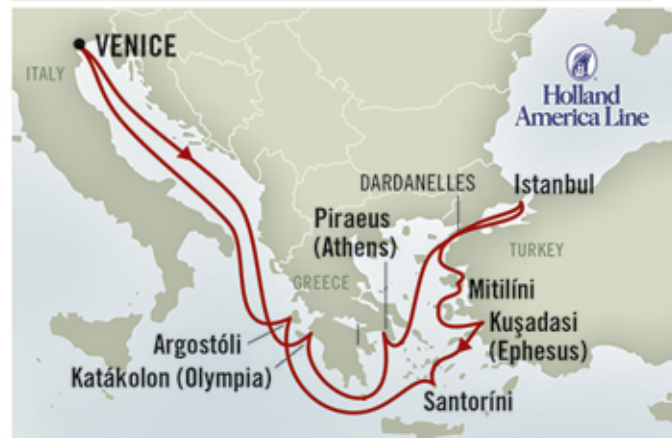 VENICE
ITALY
Holland
America Line
DARDANELLES
Istanbul
Piraeus
(Athens)
TURKEY
GREECE
Mitilíni
Argostóli
Kuşadasi
(Ephesus)
Katákolon (Olympia)
Santoríni